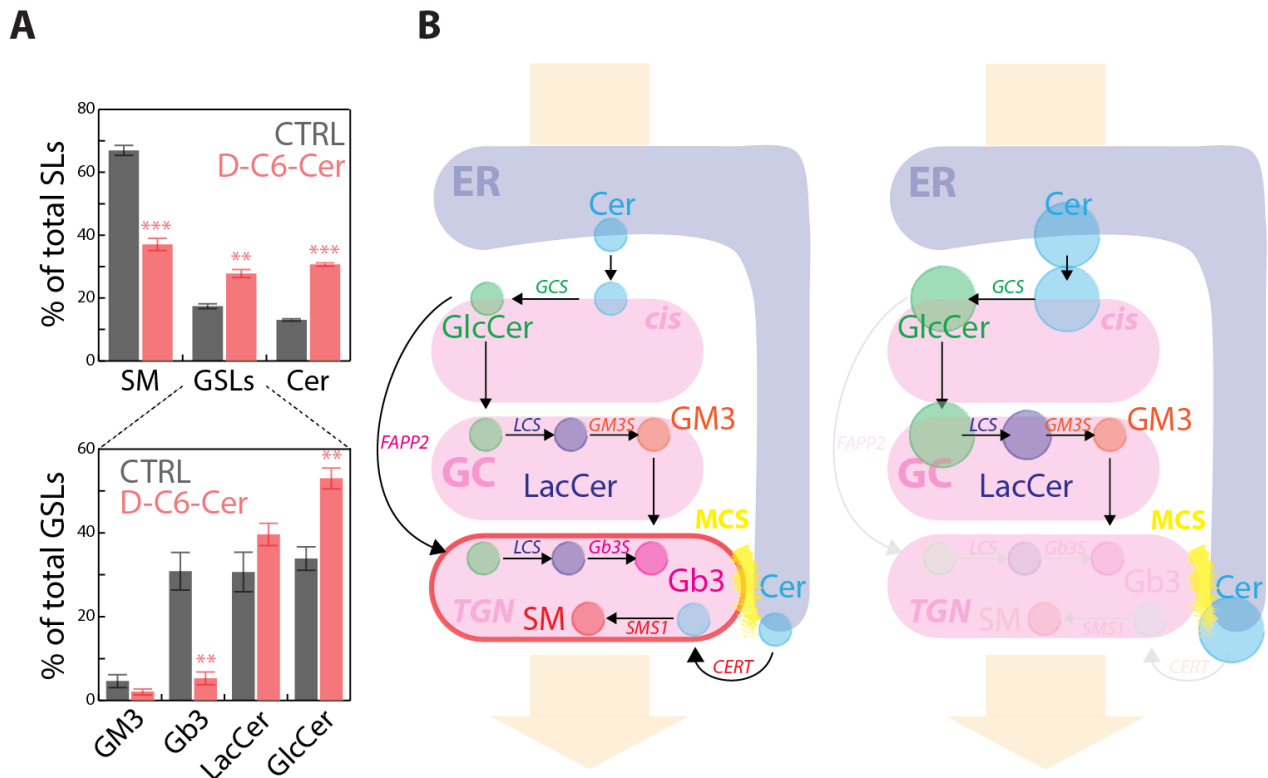 A
B
80
60
40
20
0
% of total SLs
CTRL
D-C6-Cer
***
**
***
SM GSLs Cer
60
40
20
0
% of total GSLs
CTRL
D-C6-Cer
**
**
GM3 Gb3 LacCer GlcCer
ER
Cer
GCS
GlcCer
cis
FAPP2
LCS
GM3S
GM3
GC
LacCer
MCS
LCS
Gb3S
Gb3
Cer
TGN
SM
SMS1
CERT
ER
Cer
GCS
GlcCer
cis
FAPP2
LCS
GM3S
GM3
GC
LacCer
MCS
LCS
Gb3S
Gb3
Cer
TGN
SM
SMS1
CERT